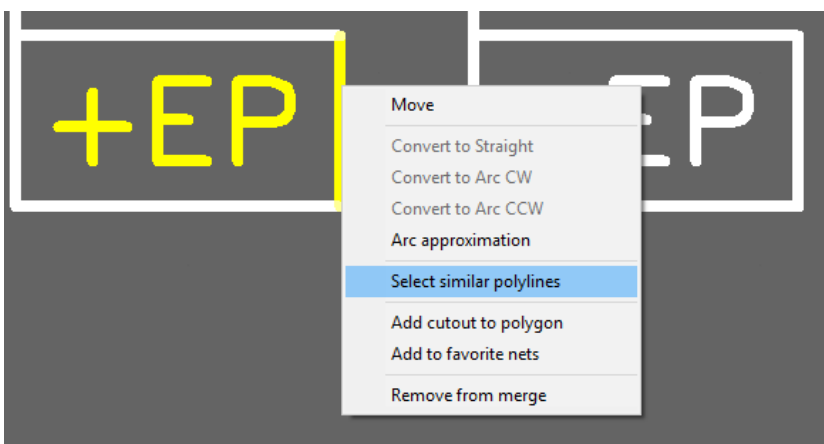 +EP
EP
Move
Convert to Straight
Convert to Arc CW
Convert to Arc CCW
Arc approximation
Select similar polylines
Add cutout to polygon
Add to favorite nets
Remove from merge